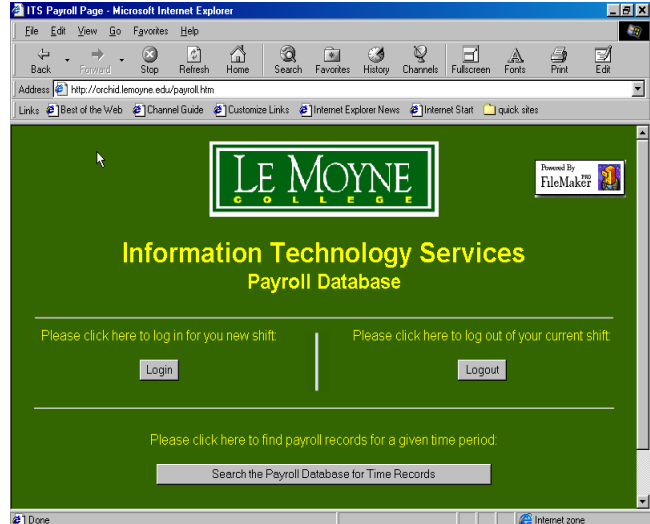 ITS Payroll Page - Microsoft Internet Explorer
File Edit View Go Favorites Help
Back Forward Stop Refresh Home Search Favorites History Channels Fullscreen Fonts Print Edit
Address http://orchid.lemoyne.edu/payroll.htm
Links Best of the Web Channel Guide Customize Links Internet Explorer News Internet Start quick sites
LE MOYNE
COLLEGE
Powered By
FileMaker PRO
Information Technology Services
Payroll Database
Please click here to log in for you new shift: Please click here to log out of your current shift:
Login Logout
Please click here to find payroll records for a given time period:
Search the Payroll Database for Time Records
Done Internet zone